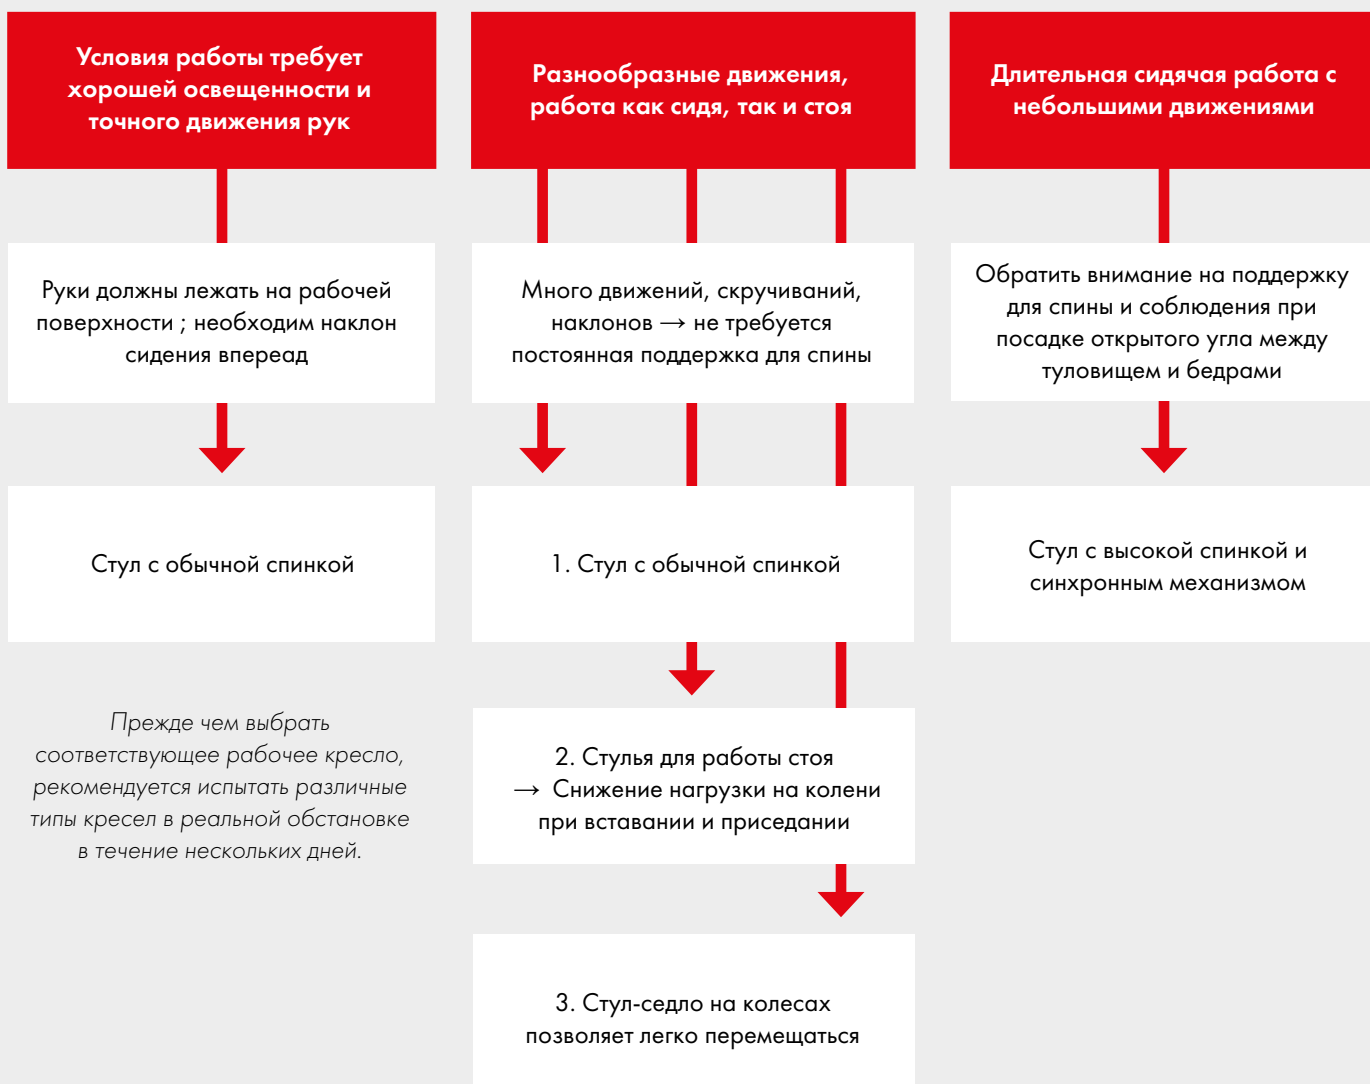 Условия работы требует
хорошей освещенности и
точного движения рук
Руки должны лежать на рабочей
поверхности ; необходим наклон
сидения впереад
Стул с обычной спинкой
Прежде чем выбрать
соответствующее рабочее кресло,
рекомендуется испытать различные
типы кресел в реальной обстановке
в течение нескольких дней.
Разнообразные движения,
работа как сидя, так и стоя
Много движений, скручиваний,
наклонов → не требуется
постоянная поддержка для спины
1. Стул с обычной спинкой
2. Стулья для работы стоя
→ Снижение нагрузки на колени
при вставании и приседании
3. Стул-седло на колесах
позволяет легко перемещаться
Длительная сидячая работа с
небольшими движениями
Обратить внимание на поддержку
для спины и соблюдения при
посадке открытого угла между
туловищем и бедрами
Стул с высокой спинкой и
синхронным механизмом